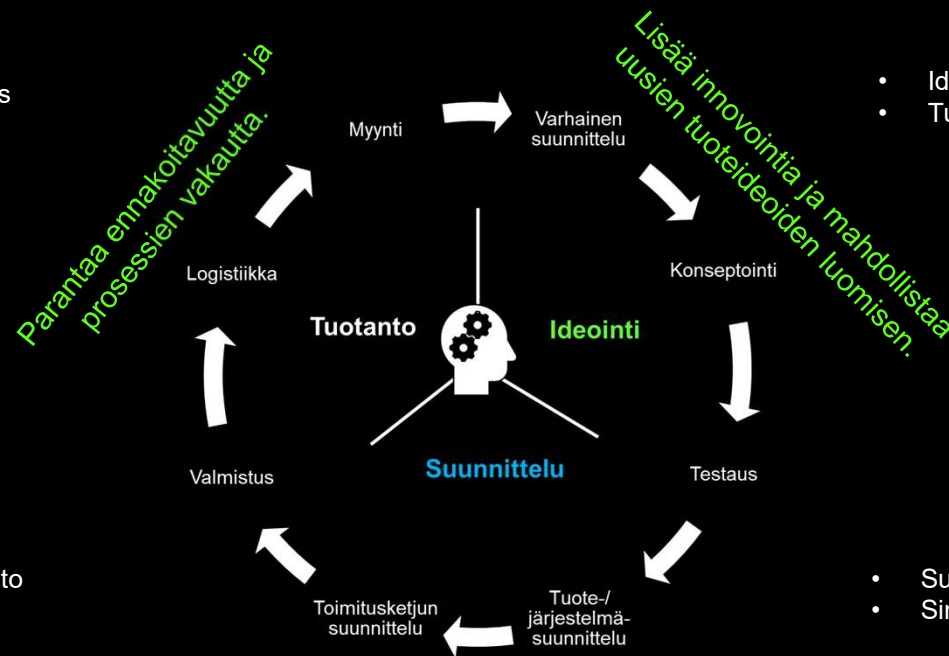 Parantaa ennakoitavuutta ja
prosessien vakautta.
Lisää innovointia ja mahdollistaa
uusien tuoteideoiden luomisen.
Myynti
Varhainen
suunnittelu
Logistiikka
Konseptointi
Tuotanto
Ideointi
Suunnittelu
Valmistus
Testaus
Toimitusketjun
suunnittelu
Tuote-/
järjestelmä-
suunnittelu